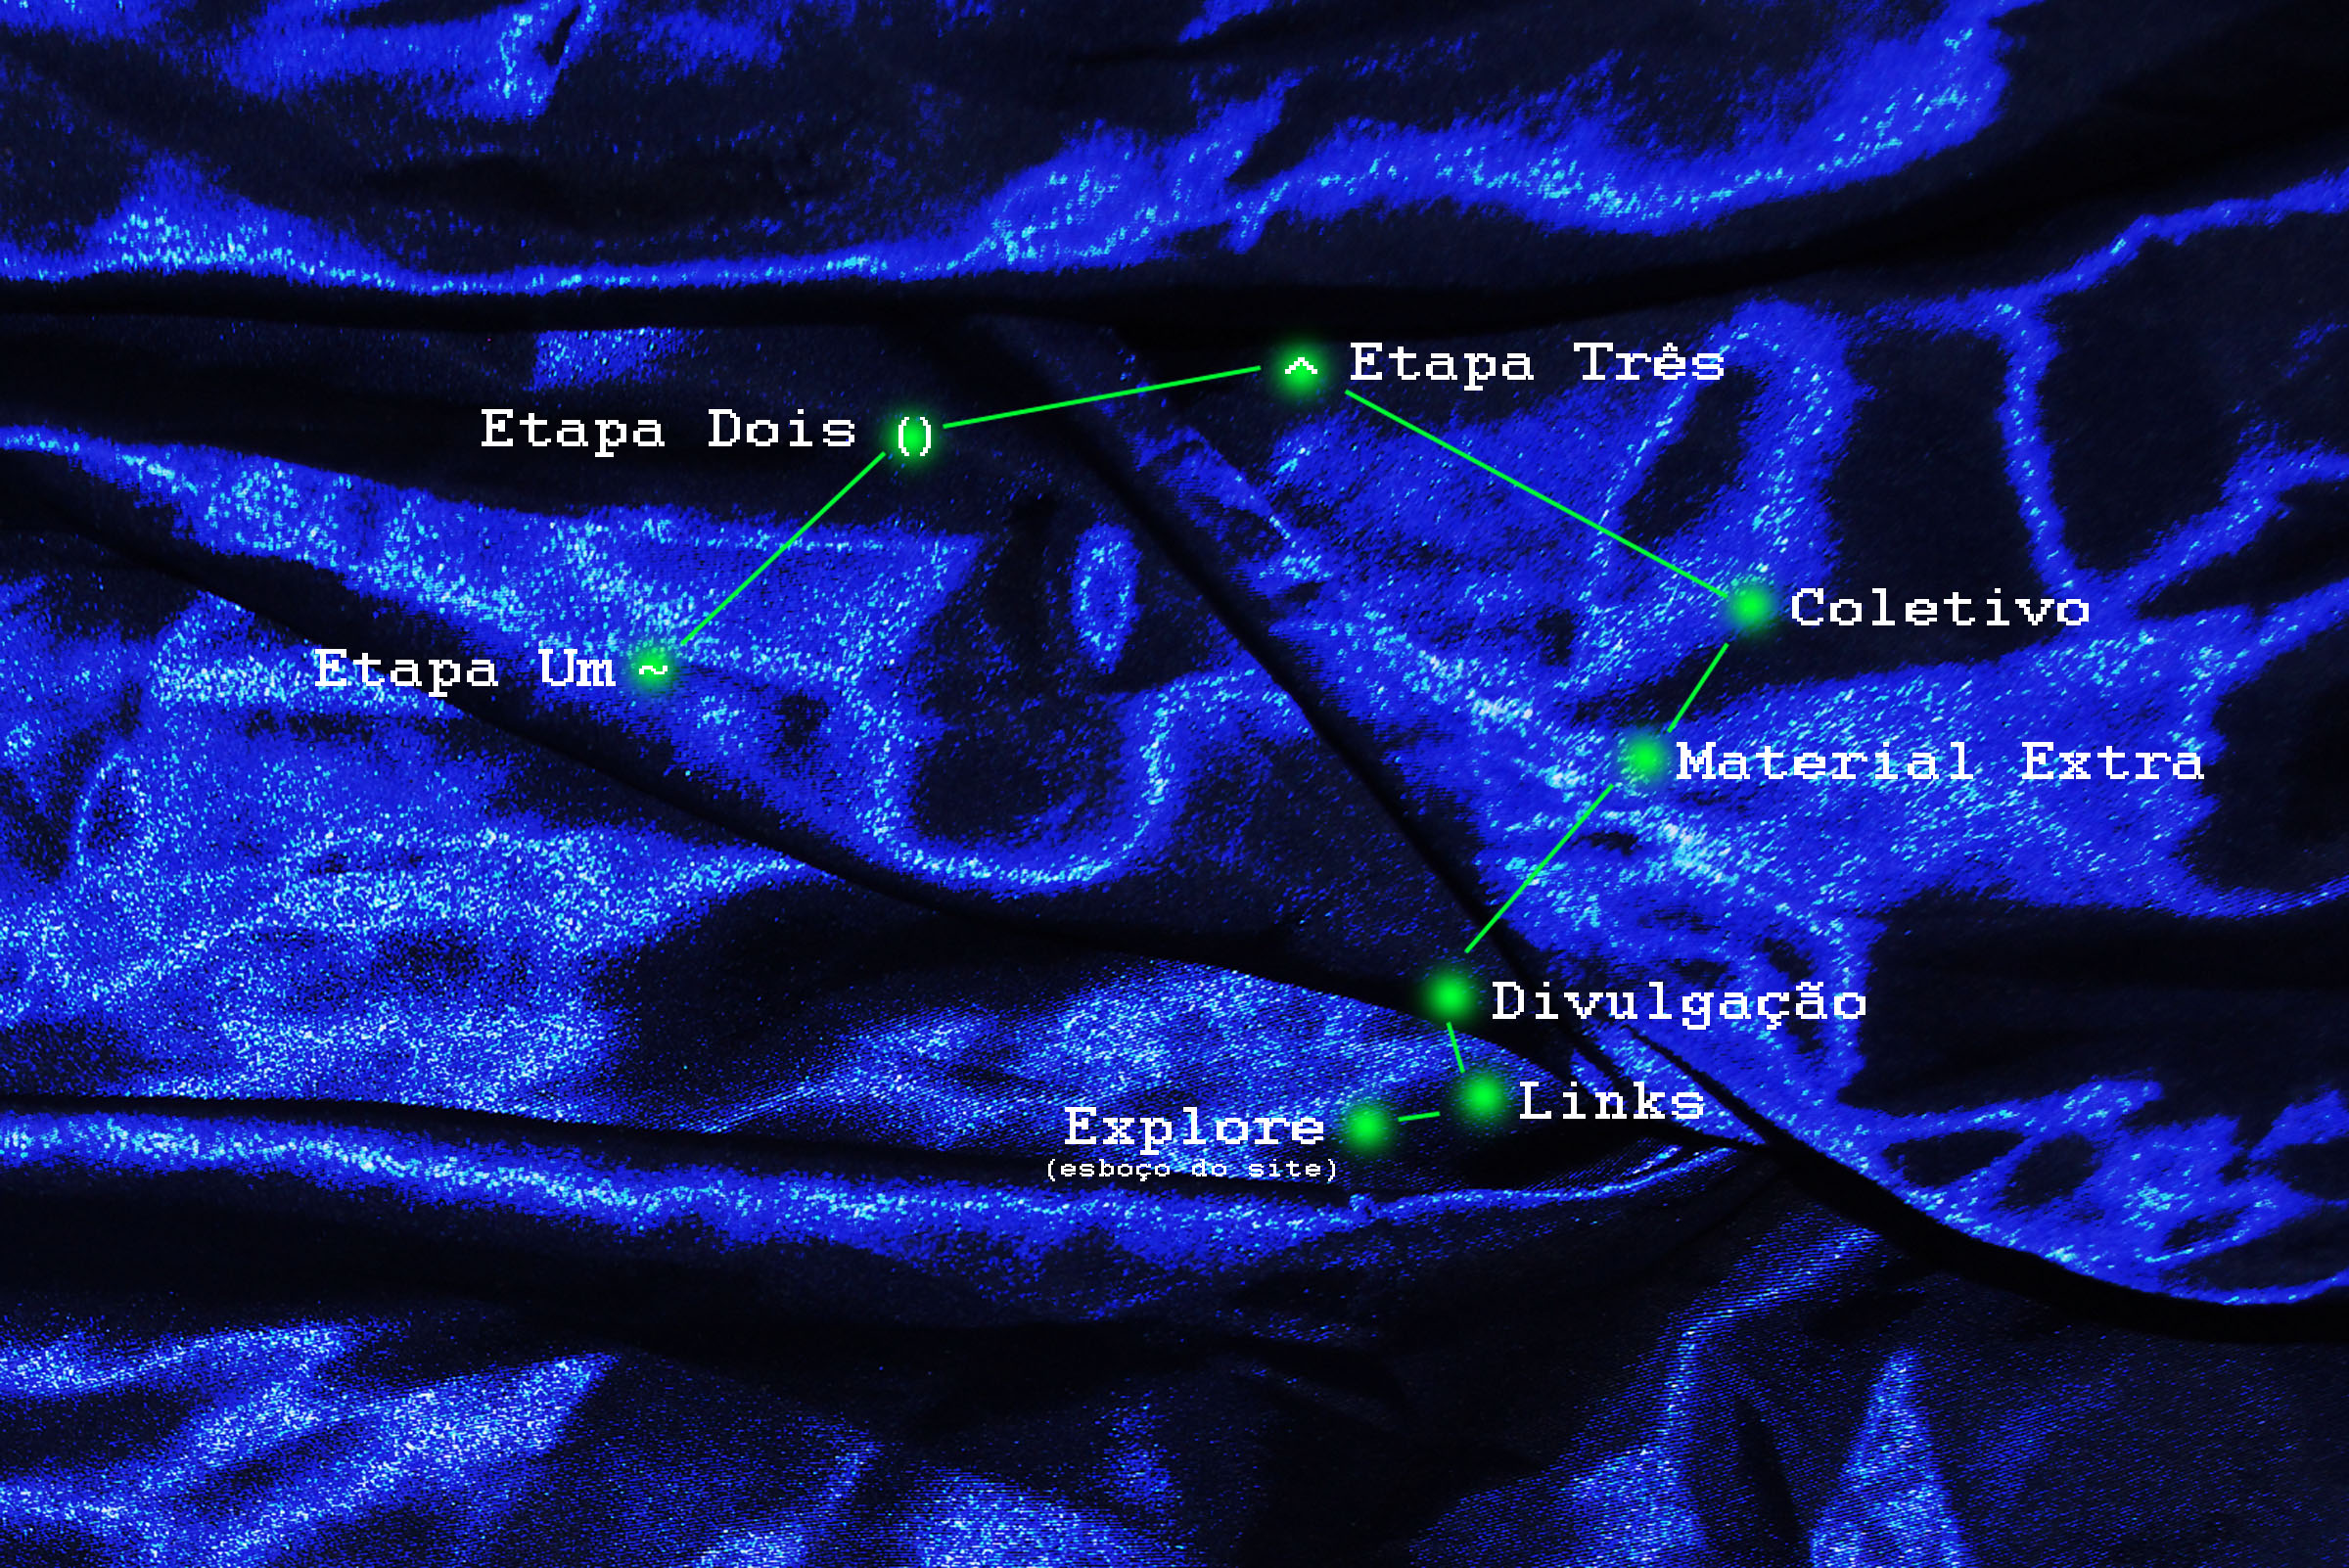 ^ Etapa Três
Etapa Dois ()
Coletivo
Etapa Um ~
Material Extra
Divulgação
Links
Explore
(esboço do site)